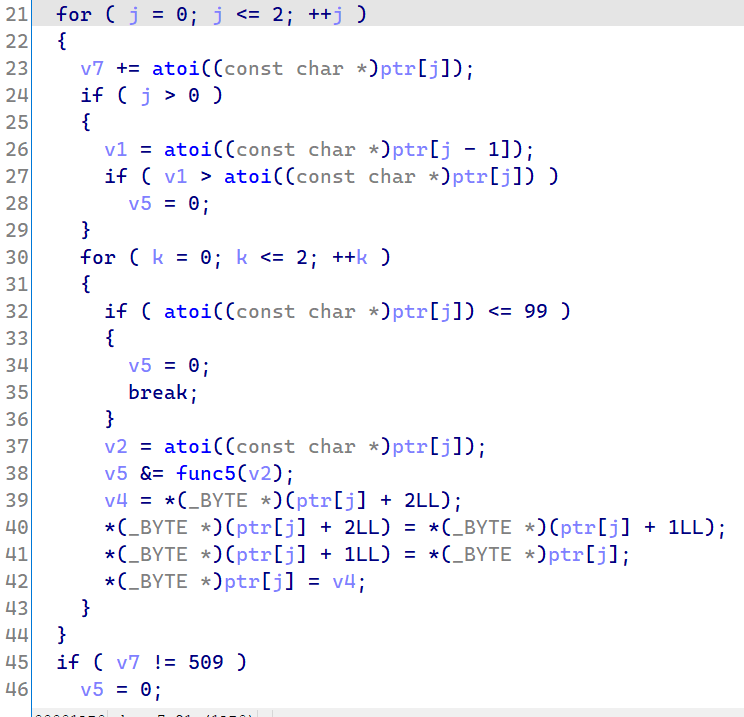 21 for ( j = 0; j <= 2; ++j )
22 {
23 v7 += atoi((const char *)ptr[j]);
24 if ( j > 0 )
25 {
26 v1 = atoi((const char *)ptr[j - 1]);
27 if ( v1 > atoi((const char *)ptr[j]) )
28 v5 = 0;
29 }
30 for ( k = 0; k <= 2; ++k )
31 {
32 if ( atoi((const char *)ptr[j]) <= 99 )
33 {
34 v5 = 0;
35 break;
36 }
37 v2 = atoi((const char *)ptr[j]);
38 v5 &= func5(v2);
39 v4 = *(_BYTE *)(ptr[j] + 2LL);
40 *(_BYTE *)(ptr[j] + 2LL) = *(_BYTE *)(ptr[j] + 1LL);
41 *(_BYTE *)(ptr[j] + 1LL) = *(_BYTE *)ptr[j];
42 *(_BYTE *)ptr[j] = v4;
43 }
44 }
45 if ( v7 != 509 )
46 v5 = 0;